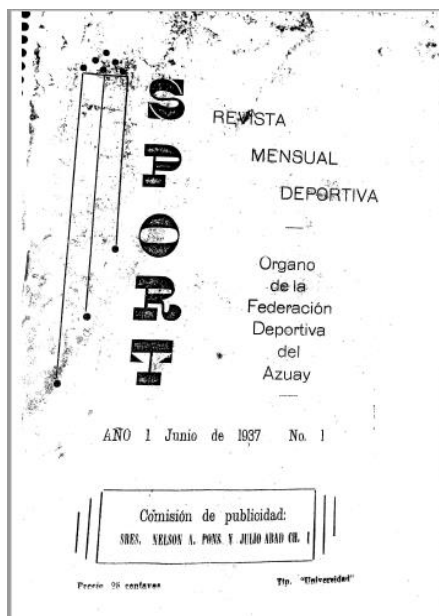 SPORT
REVISTA
MENSUAL
DEPORTIVA
Organo
de la
Federación
Deportiva
del
Azuay
AÑO 1 Junio de 1937 No. 1
Comisión de publicidad:
SRES. NELSON A. PONS Y JULIO ABAD CH.
Precio centavos
Tip. "Universidad"